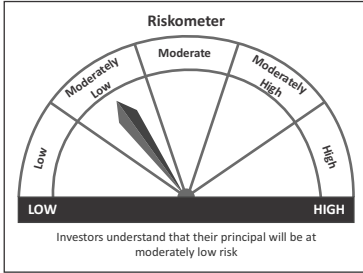 Riskometer
Moderate
Moderately
Low
Moderately
High
Low
High
LOW
HIGH
Investors understand that their principal will be at
moderately low risk